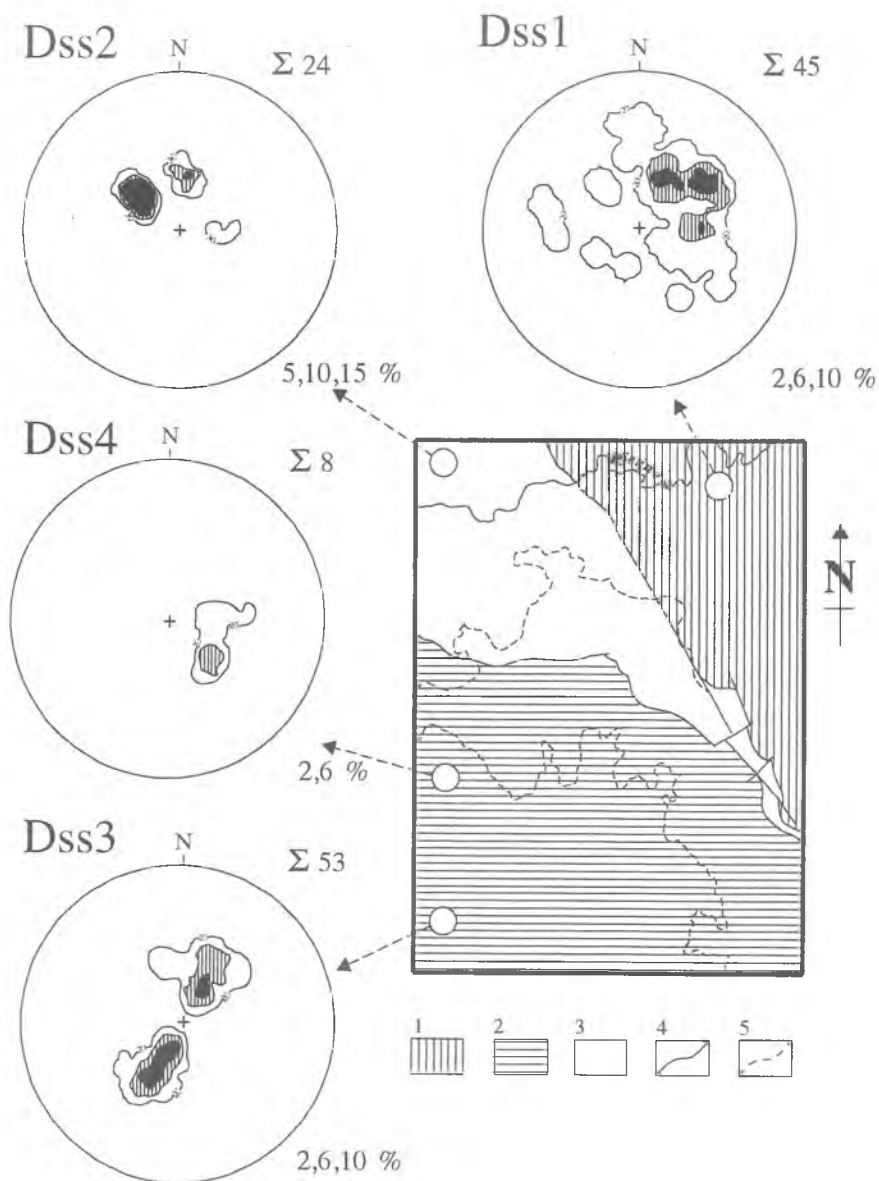 Dss2
N
Σ 24
5,10,15 %
Dss1
N
Σ 45
2,6,10 %
Dss4
N
Σ 8
2,6 %
N
Dss3
N
Σ 53
2,6,10 %
1
2
3
4
5